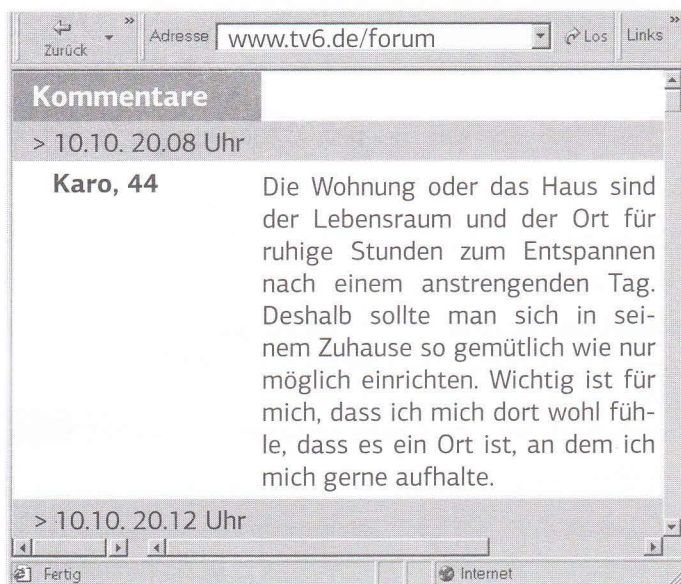 Zurück » Adresse www.tv6.de/forum Los Links »
Kommentare
> 10.10. 20.08 Uhr
Karo, 44
Die Wohnung oder das Haus sind
der Lebensraum und der Ort für
ruhige Stunden zum Entspannen
nach einem anstrengenden Tag.
Deshalb sollte man sich in sei-
nem Zuhause so gemütlich wie nur
möglich einrichten. Wichtig ist für
mich, dass ich mich dort wohl füh-
le, dass es ein Ort ist, an dem ich
mich gerne aufhalte.
> 10.10. 20.12 Uhr
Fertig Internet